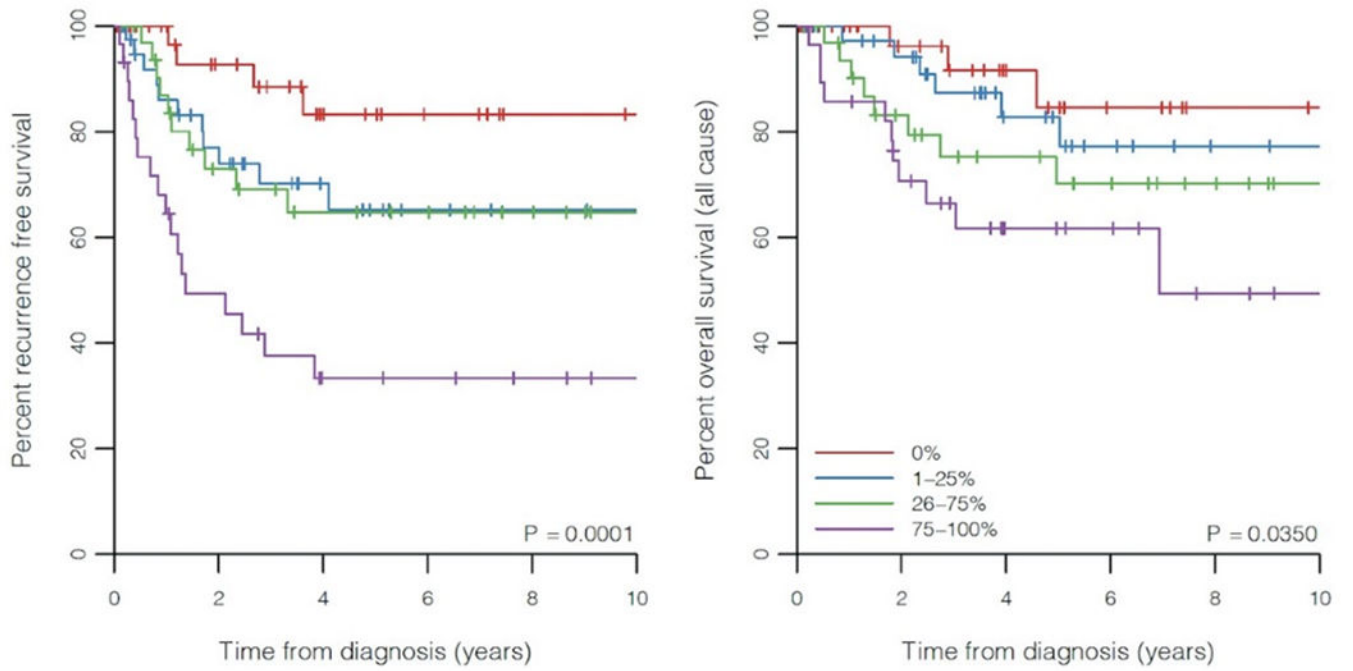 Percent recurrence free survival
100
80
60
40
20
0
P = 0.0001
0 2 4 6 8 10
Time from diagnosis (years)
Percent overall survival (all cause)
100
80
60
40
20
0
0%
1–25%
26–75%
75–100%
P = 0.0350
0 2 4 6 8 10
Time from diagnosis (years)